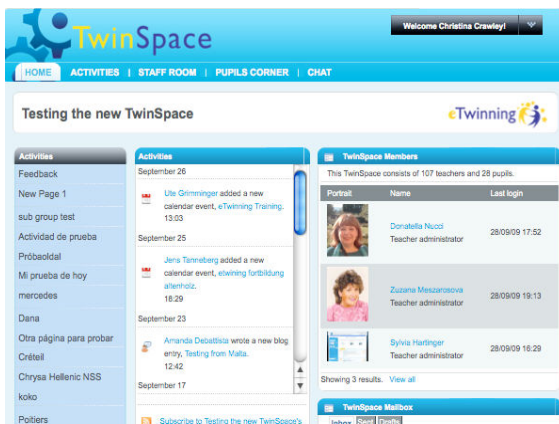 TwinSpace
Welcome Christina Crawley!
HOME ACTIVITIES | STAFF ROOM | PUPILS CORNER | CHAT
Testing the new TwinSpace
eTwinning
Activities
Feedback
New Page 1
sub group test
Actividad de prueba
Próbaoldal
Mi prueba de hoy
mercedes
Dana
Otra página para probar
Créteil
Chrysa Hellenic NSS
koko
Poitiers
Activities
September 26
Ute Grimminger added a new
calendar event, eTwinning Training.
13:03
September 25
Jens Tanneberg added a new
calendar event, etwining fortbildung
altenholz.
18:29
September 23
Amanda Debattista wrote a new blog
entry, Testing from Malta.
12:42
September 17
Subscribe to Testing the new TwinSpace's
TwinSpace Members
This TwinSpace consists of 107 teachers and 28 pupils.
Portrait Name Last login
Donatella Nucci
Teacher administrator
28/09/09 17:52
Zuzana Meszarosova
Teacher administrator
28/09/09 19:13
Sylvia Hartinger
Teacher administrator
28/09/09 16:29
Showing 3 results. View all
TwinSpace Mailbox
Inbox Sent Drafts